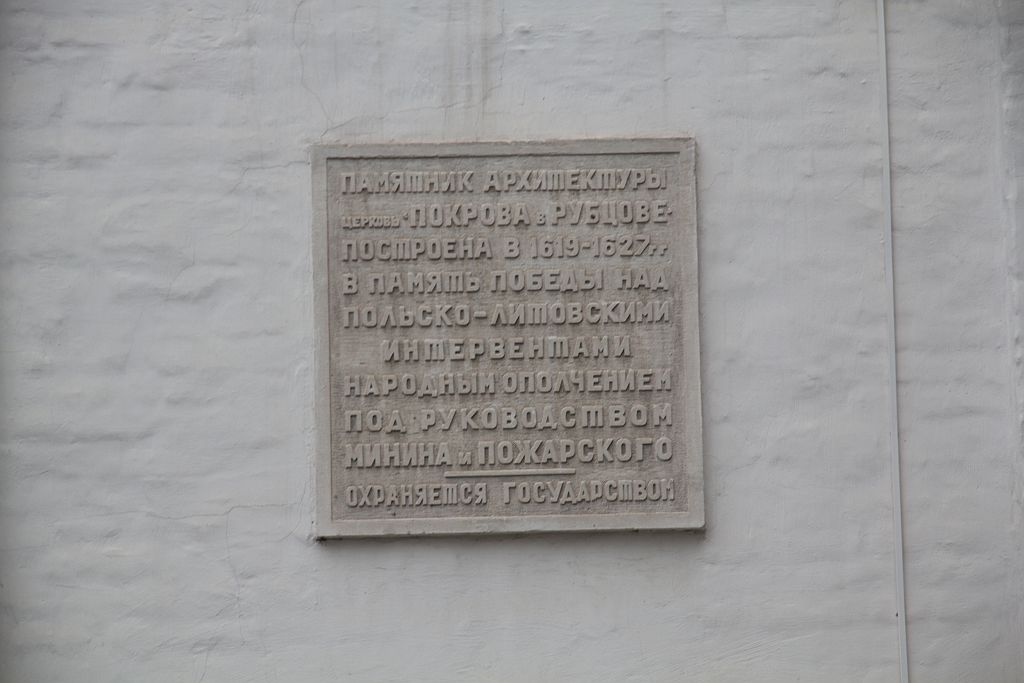 ПАМЯТНИК АРХИТЕКТУРЫ
ЦЕРКОВЬ "ПОКРОВА в РУБЦОВЕ"
ПОСТРОЕНА В 1619-1627гг
В ПАМЯТЬ ПОБЕДЫ НАД
ПОЛЬСКО-ЛИТОВСКИМИ
ИНТЕРВЕНТАМИ
НАРОДНЫМ ОПОЛЧЕНИЕМ
ПОД РУКОВОДСТВОМ
МИНИНА и ПОЖАРСКОГО
ОХРАНЯЕТСЯ ГОСУДАРСТВОМ